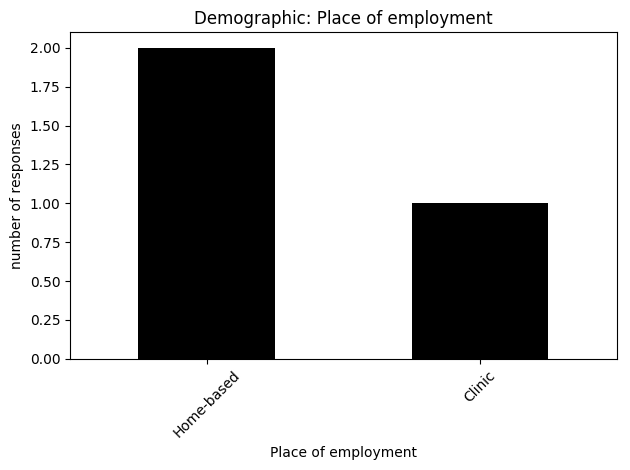 Demographic: Place of employment
number of responses
2.00
1.75
1.50
1.25
1.00
0.75
0.50
0.25
0.00
Home-based
Clinic
Place of employment